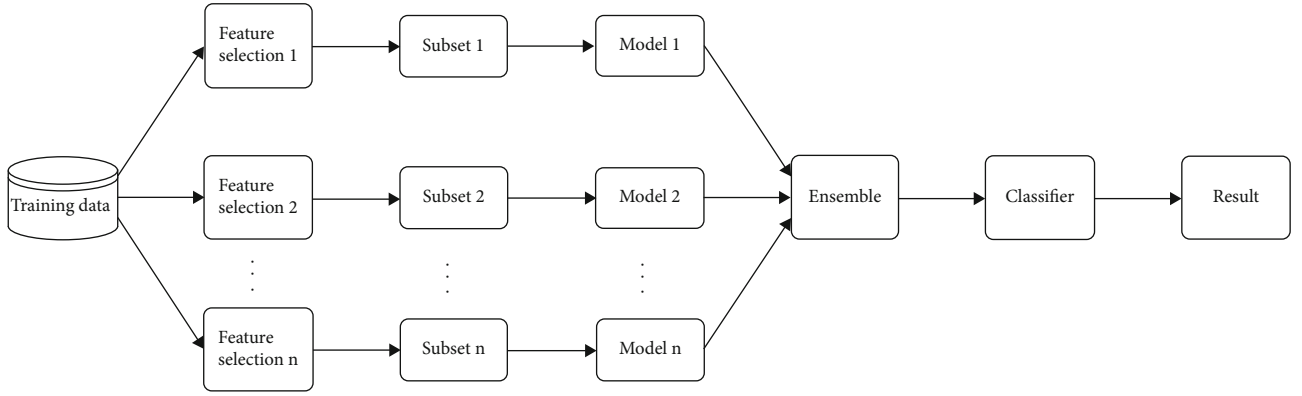 Feature
selection 1
Subset 1
Model 1
Training data
Feature
selection 2
Subset 2
Model 2
Ensemble
Classifier
Result
Feature
selection n
Subset n
Model n